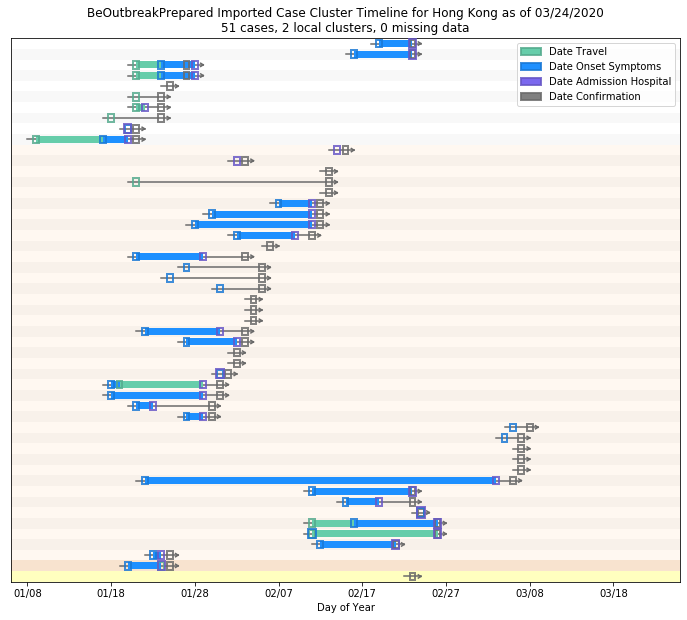 BeOutbreakPrepared Imported Case Cluster Timeline for Hong Kong as of 03/24/2020
51 cases, 2 local clusters, 0 missing data
Date Travel
Date Onset Symptoms
Date Admission Hospital
Date Confirmation
01/08 01/18 01/28 02/07 02/17 02/27 03/08 03/18
Day of Year